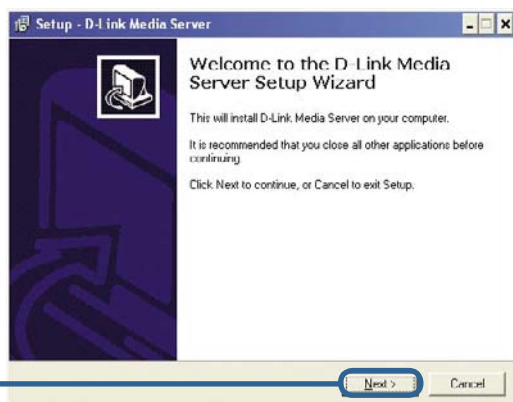 Setup - D-Link Media Server
Welcome to the D-Link Media
Server Setup Wizard
This will install D-Link Media Server on your computer.
It is recommended that you close all other applications before
continuing.
Click Next to continue, or Cancel to exit Setup.
Next >
Cancel